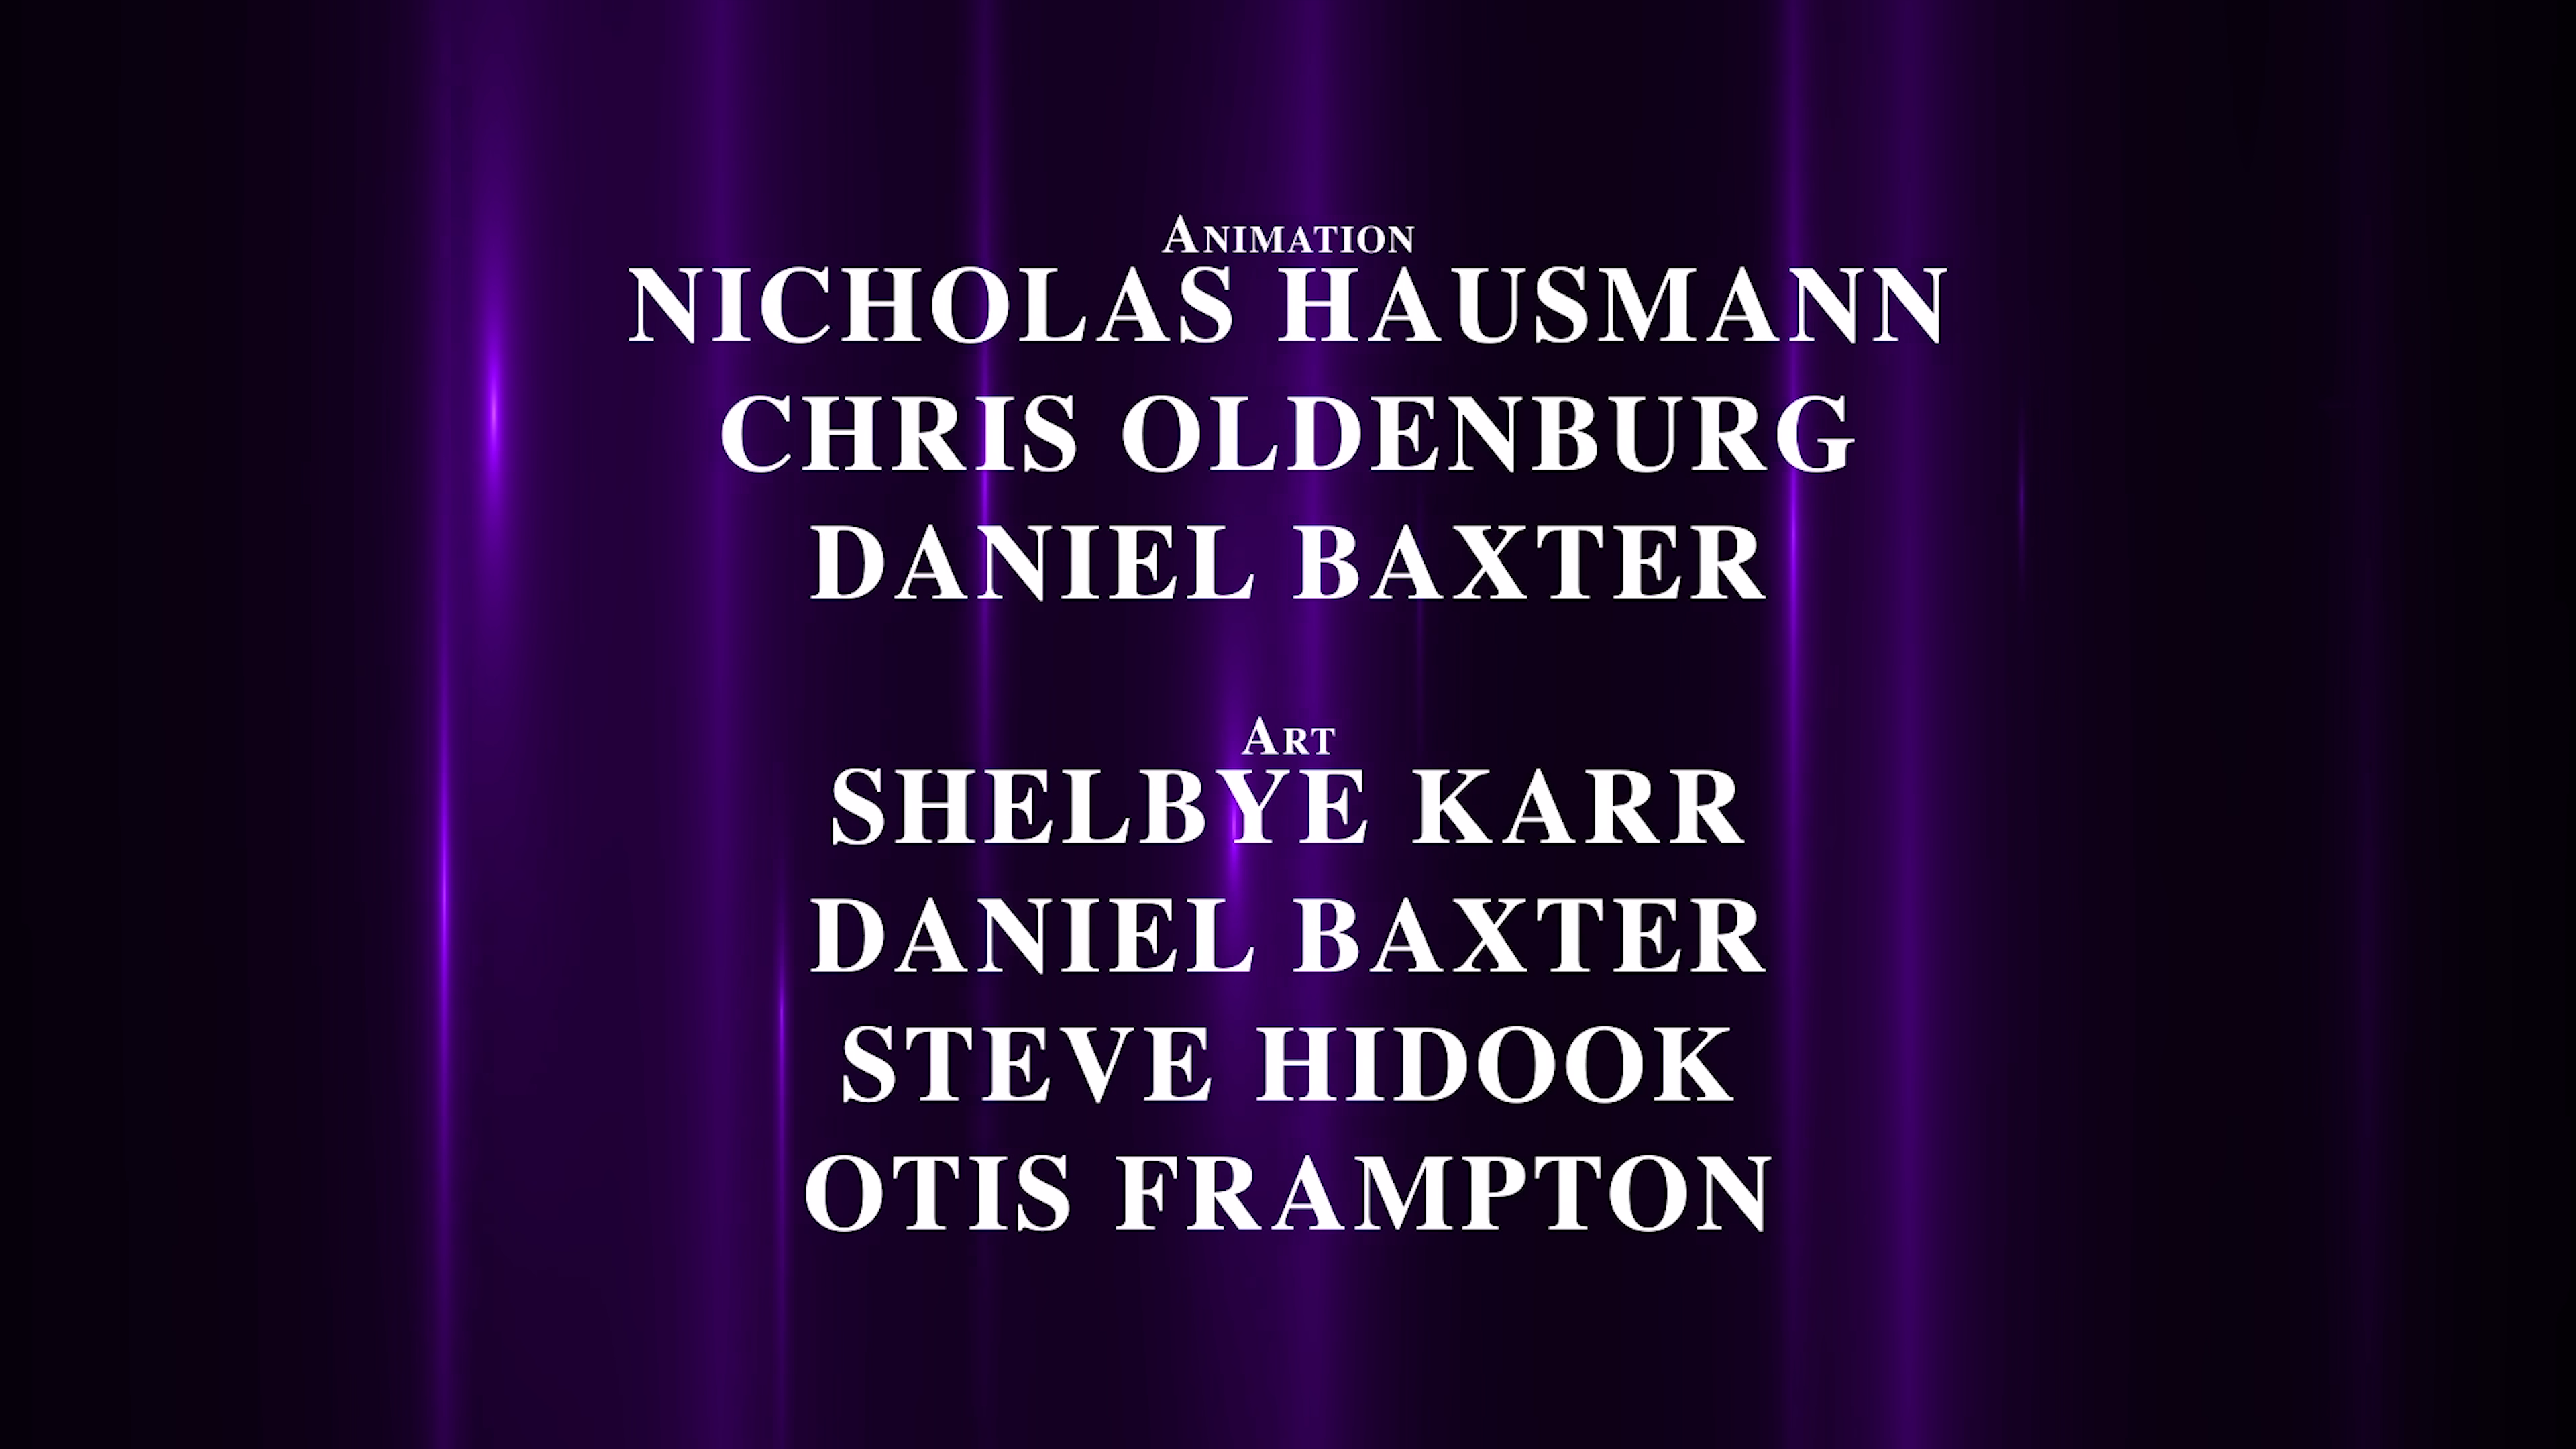 Animation
NICHOLAS HAUSMANN
CHRIS OLDENBURG
DANIEL BAXTER
Art
SHELBYE KARR
DANIEL BAXTER
STEVE HIDOOK
OTIS FRAMPTON